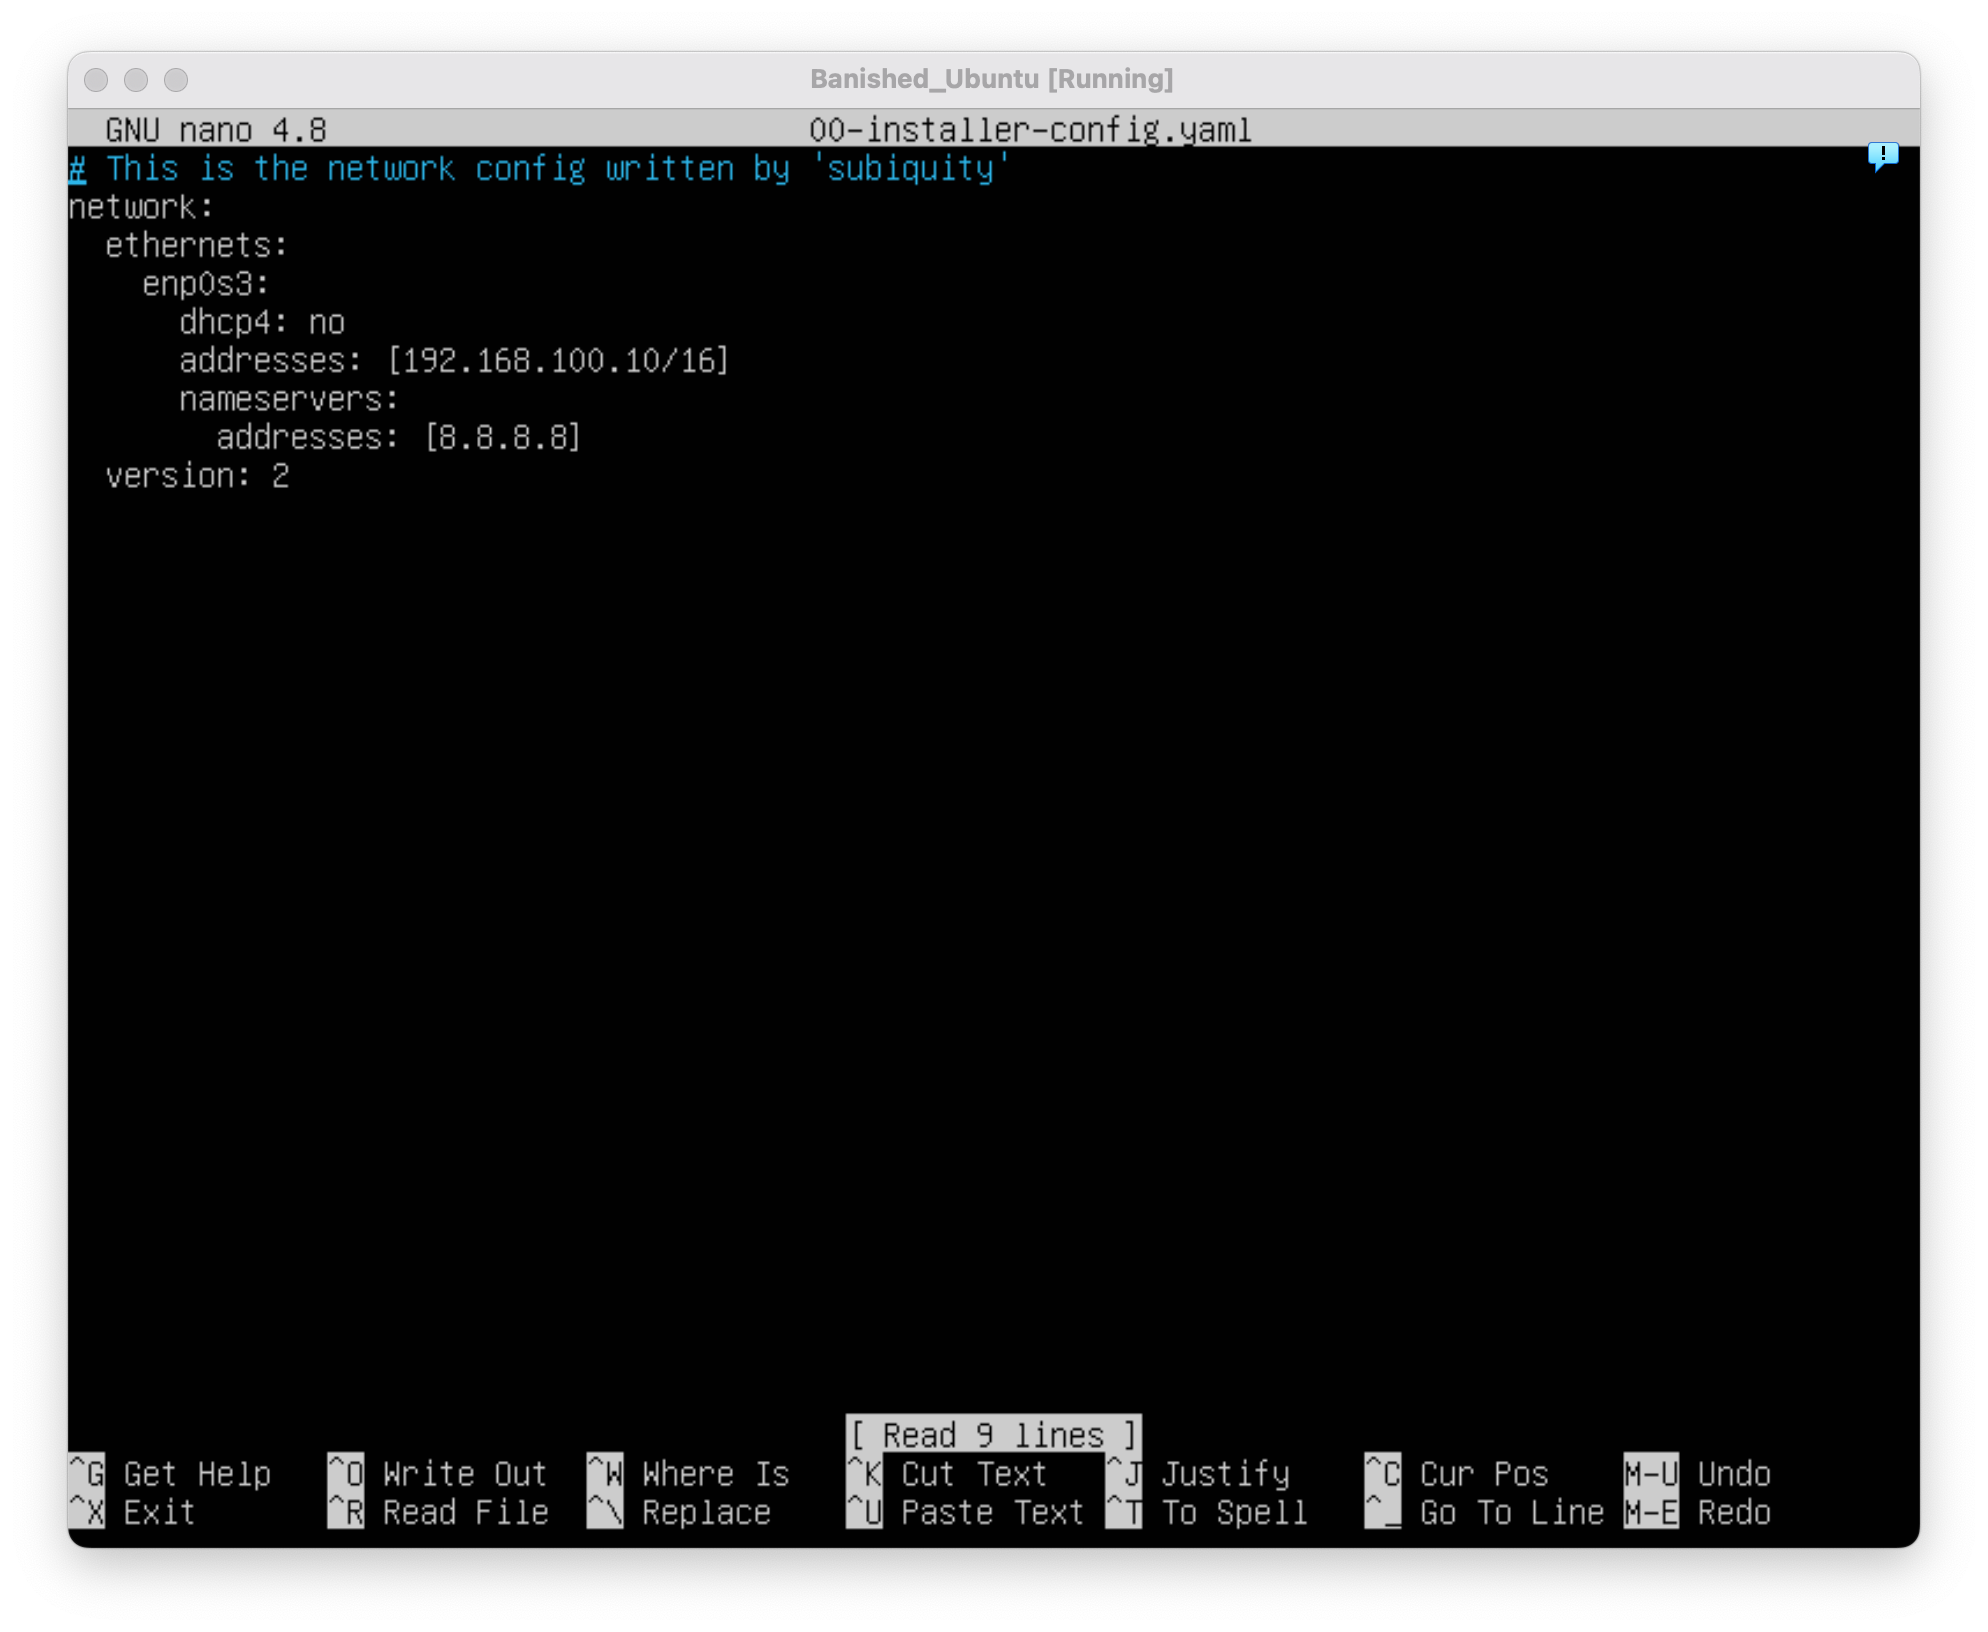 Banished_Ubuntu [Running]
GNU nano 4.8 00-installer-config.yaml
# This is the network config written by 'subiquity'
network:
  ethernets:
    enp0s3:
      dhcp4: no
      addresses: [192.168.100.10/16]
      nameservers:
        addresses: [8.8.8.8]
  version: 2
[ Read 9 lines ]
^G Get Help ^O Write Out ^W Where Is ^K Cut Text ^J Justify ^C Cur Pos M-U Undo
^X Exit ^R Read File ^\ Replace ^U Paste Text ^T To Spell ^_ Go To Line M-E Redo